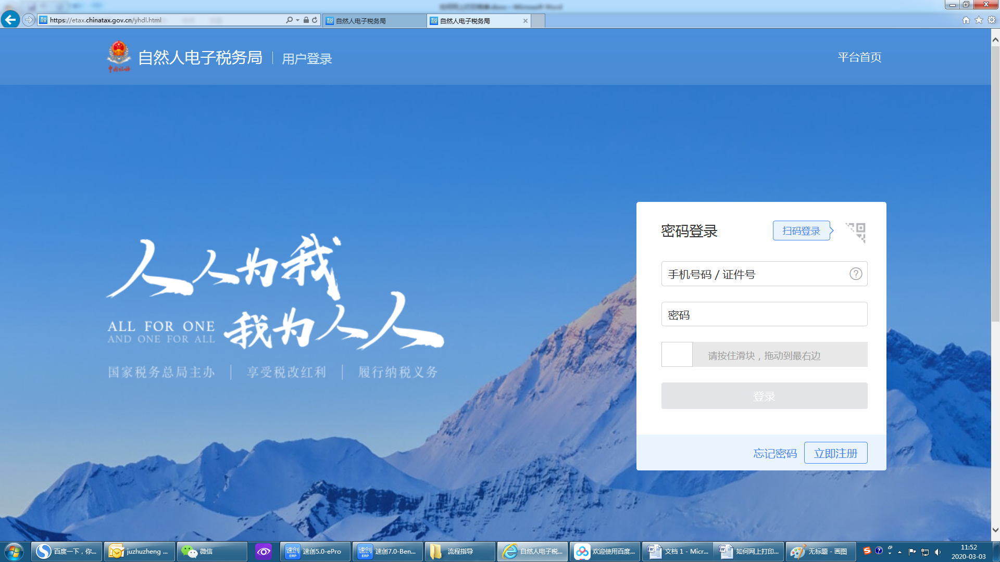 https://etax.chinatax.gov.cn/yhdl.html
自然人电子税务局
自然人电子税务局
自然人电子税务局
用户登录
平台首页
人人为我
我为人人
ALL FOR ONE
AND ONE FOR ALL
国家税务总局主办 | 享受税改红利 | 履行纳税义务
密码登录
扫码登录
手机号码 / 证件号
密码
请按住滑块，拖动到最右边
登录
忘记密码
立即注册
百度一下，你...
juzhuzheng ...
微信
速创5.0-ePro
速创7.0-Ben...
流程指导
自然人电子税...
欢迎使用百度...
文档 1 - Micr...
如何网上打印...
无标题 - 画图
11:52
2020-03-03